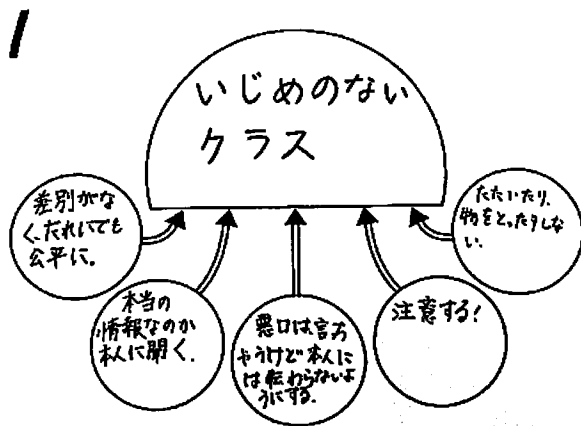 1
いじめのない
クラス
差別がな
く、だれにでも
公平に。
本当の
情報なのか
本人に聞く。
悪口は言っち
ゃうけど本人に
は転わらないよ
うにする。
注意する!
たたいたり、
物をとったりしな
い。